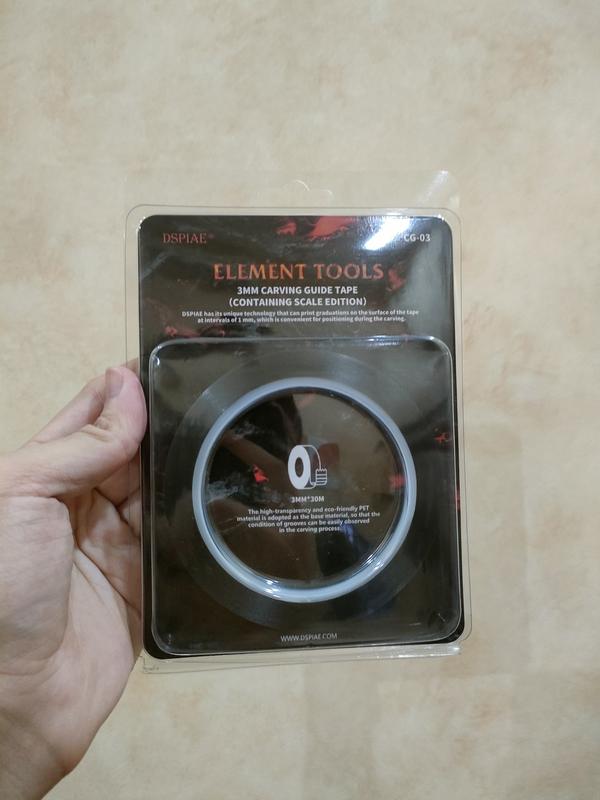 DSPIAE®
CG-03
ELEMENT TOOLS
3MM CARVING GUIDE TAPE
(CONTAINING SCALE EDITION)
DSPIAE has its unique technology that can print graduations on the surface of the tape
at intervals of 1 mm, which is convenient for positioning during the carving.
3MM*30M
The high-transparency and eco-friendly PET
material is adopted as the base material, so that the
condition of grooves can be easily observed
in the carving process.
WWW.DSPIAE.COM